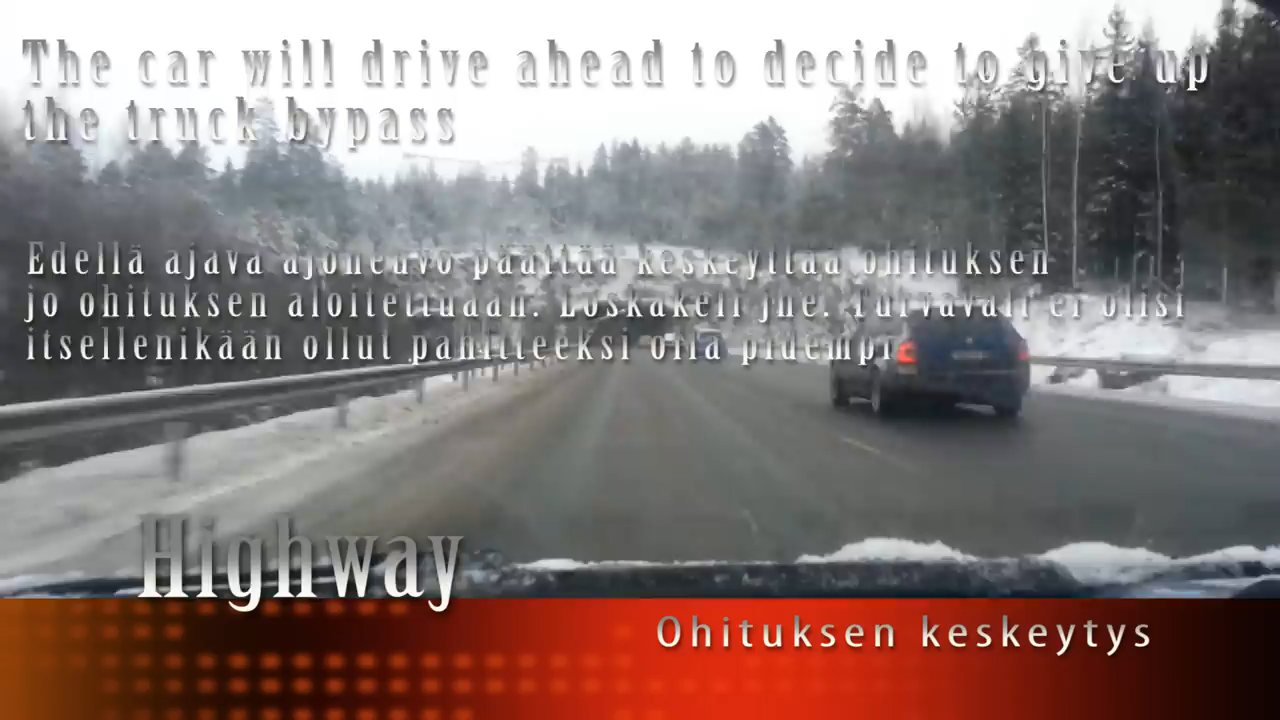 The car will drive ahead to decide to give up
the truck bypass
Edellä ajava ajoneuvo päättää keskeyttää ohituksen
jo ohituksen aloitettuaan. Loskakeli jne. Turvaväli ei olisi
itsellenikään ollut pahitteeksi olla pidempi
Highway
Ohituksen keskeytys